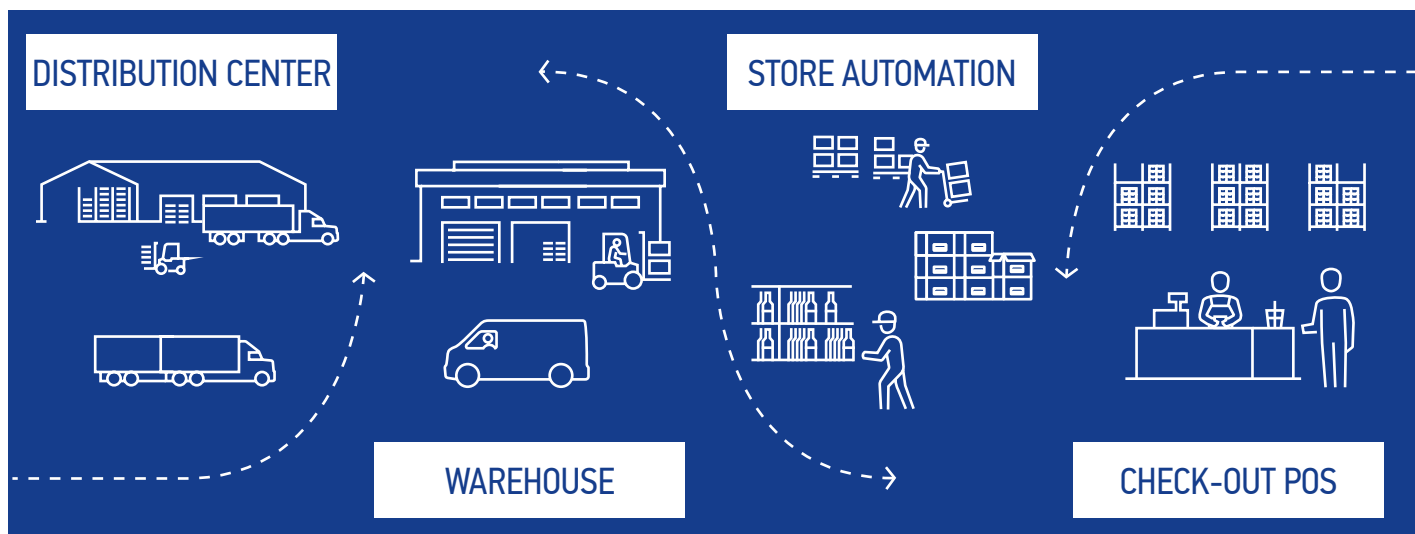 DISTRIBUTION CENTER
STORE AUTOMATION
WAREHOUSE
CHECK-OUT POS